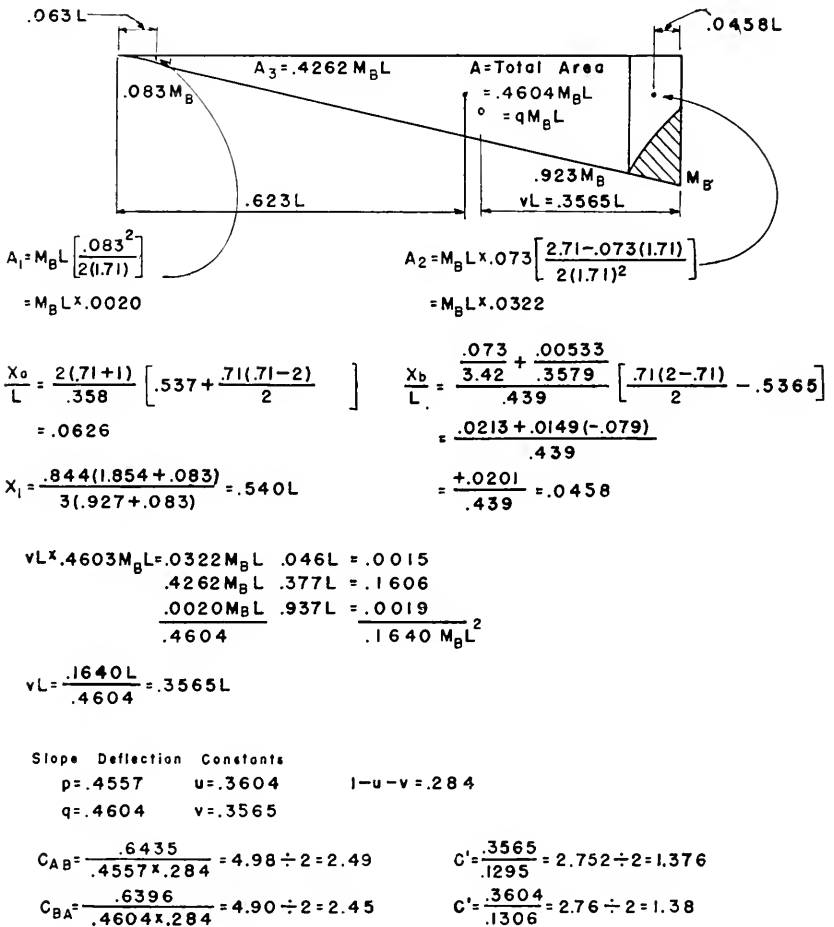 .063L
.0458L
A₃=.4262MBL A=Total Area
.083MB =.4604MBL
=qMBL
.923MB MB'
.623L vL=.3565L
A₁=MBL[.083²/2(1.71)]
=MBLx.0020
A₂=MBLx.073[2.71-.073(1.71)/2(1.71)²]
=MBLx.0322
Xa/L = 2(.71+1)/.358 [.537+.71(.71-2)/2]
=.0626
Xb/L. = .073/3.42 + .00533/.3579 / .439 [.71(2-.71)/2 -.5365]
= .0213+.0149(-.079)/.439
= +.0201/.439 =.0458
X₁= .844(1.854+.083)/3(.927+.083) =.540L
vLx.4603MBL=.0322MBL .046L =.0015
.4262MBL .377L =.1606
.0020MBL .937L =.0019
.4604 .1640 MBL²
vL= .1640L/.4604 =.3565L
Slope Deflection Constants
p=.4557 u=.3604 1-u-v=.284
q=.4604 v=.3565
CAB= .6435/.4557x.284 =4.98÷2=2.49 C'= .3565/.1295 =2.752÷2=1.376
CBA= .6396/.4604x.284 =4.90÷2=2.45 C'= .3604/.1306 =2.76÷2=1.38